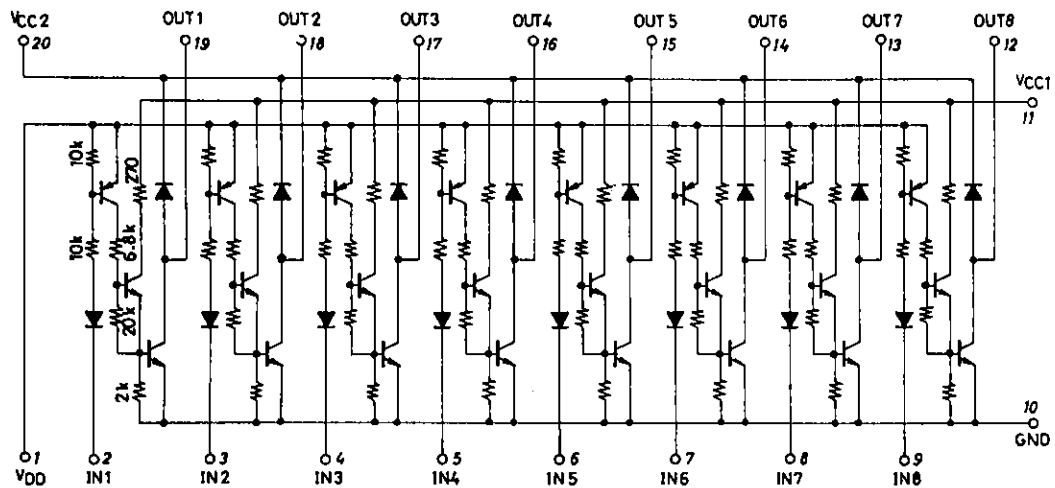 VCC2 OUT1 OUT2 OUT3 OUT4 OUT5 OUT6 OUT7 OUT8
20 19 18 17 16 15 14 13 12
VCC1
11
10k
270
10k
6.8k
20k
2k
10
GND
1 2 3 4 5 6 7 8 9
VDD IN1 IN2 IN3 IN4 IN5 IN6 IN7 IN8